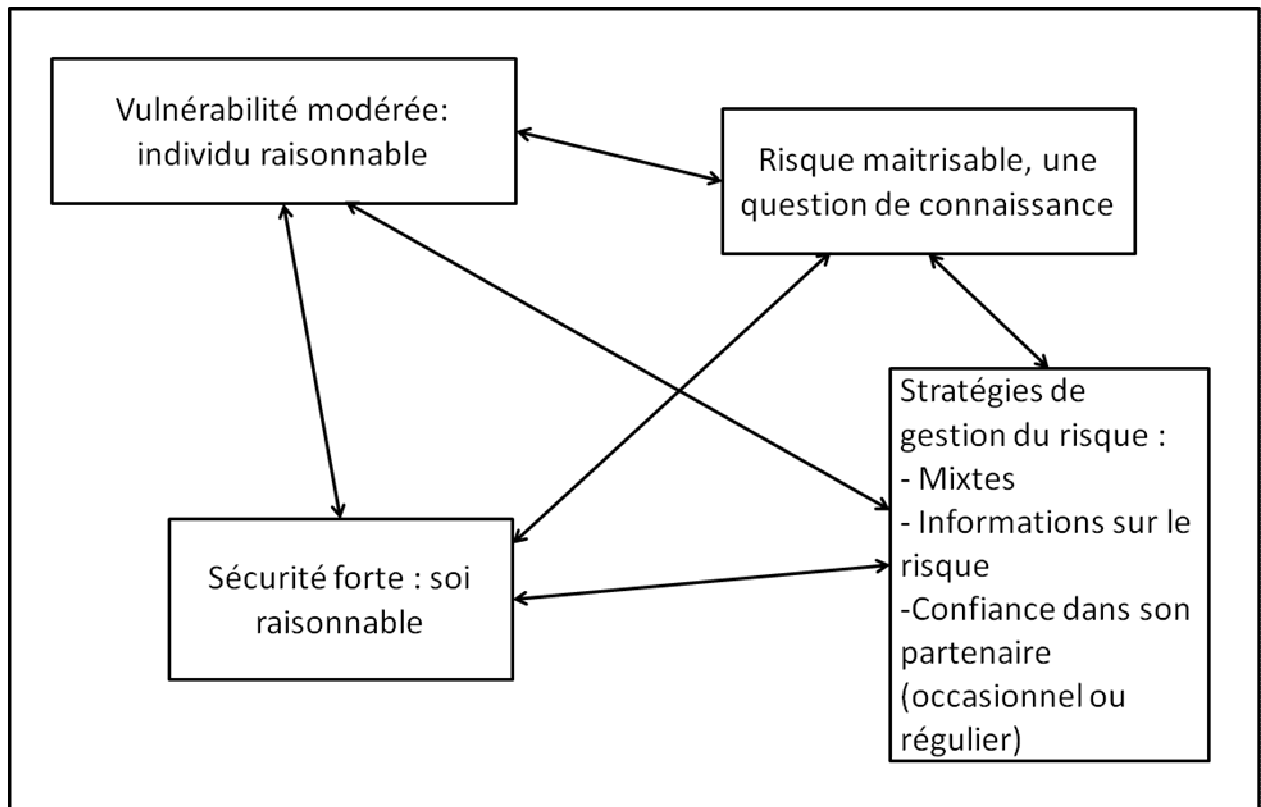 Vulnérabilité modérée:
individu raisonnable
Risque maitrisable, une
question de connaissance
Stratégies de
gestion du risque :
- Mixtes
- Informations sur le
risque
-Confiance dans son
partenaire
(occasionnel ou
régulier)
Sécurité forte : soi
raisonnable